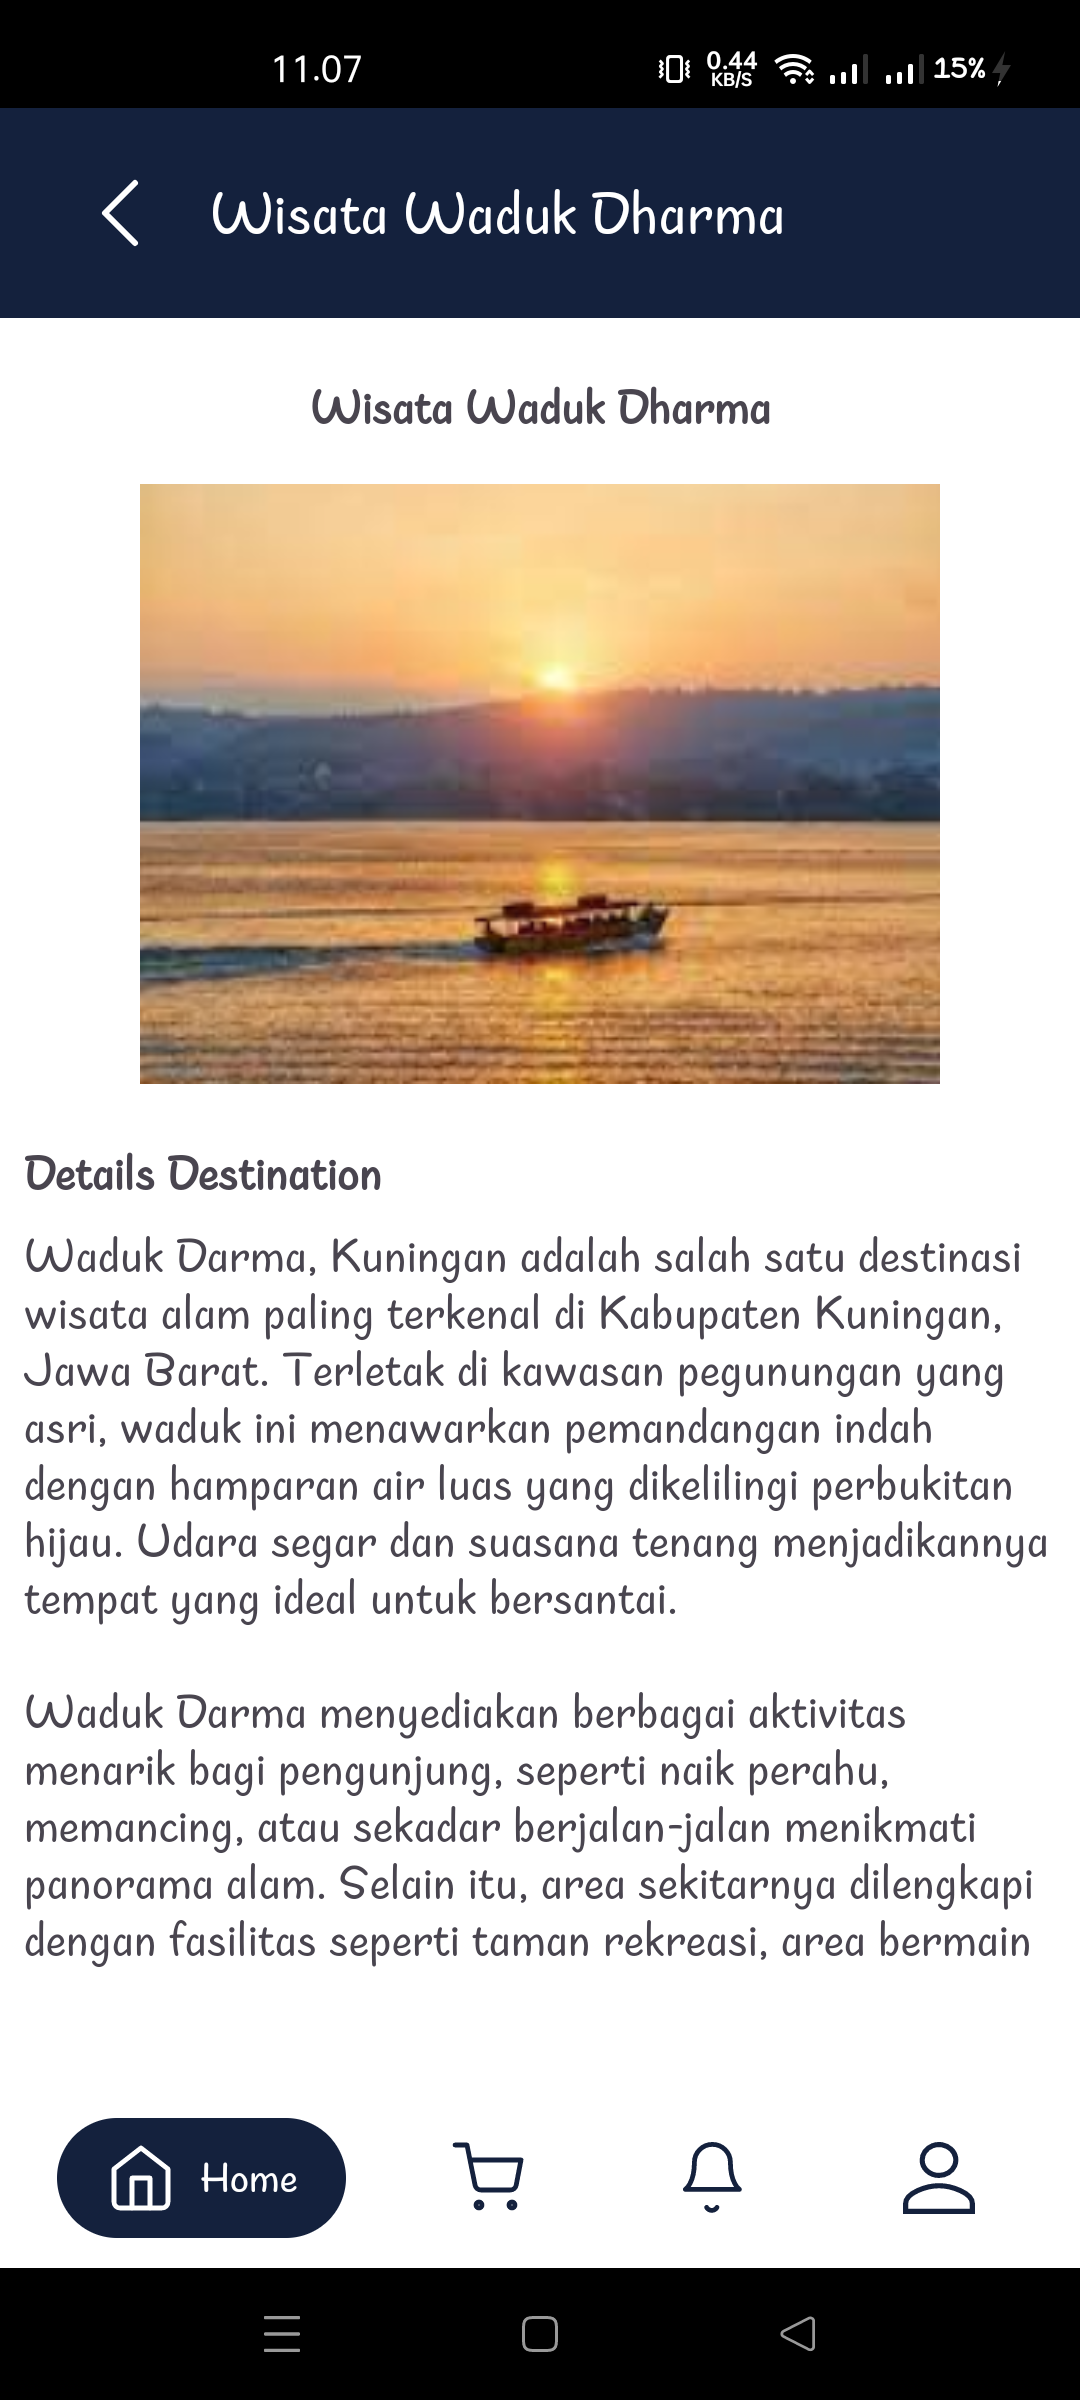 11.07
0.44
KB/S
15%
Wisata Waduk Dharma
Wisata Waduk Dharma
Details Destination
Waduk Darma, Kuningan adalah salah satu destinasi
wisata alam paling terkenal di Kabupaten Kuningan,
Jawa Barat. Terletak di kawasan pegunungan yang
asri, waduk ini menawarkan pemandangan indah
dengan hamparan air luas yang dikelilingi perbukitan
hijau. Udara segar dan suasana tenang menjadikannya
tempat yang ideal untuk bersantai.
Waduk Darma menyediakan berbagai aktivitas
menarik bagi pengunjung, seperti naik perahu,
memancing, atau sekadar berjalan-jalan menikmati
panorama alam. Selain itu, area sekitarnya dilengkapi
dengan fasilitas seperti taman rekreasi, area bermain
Home